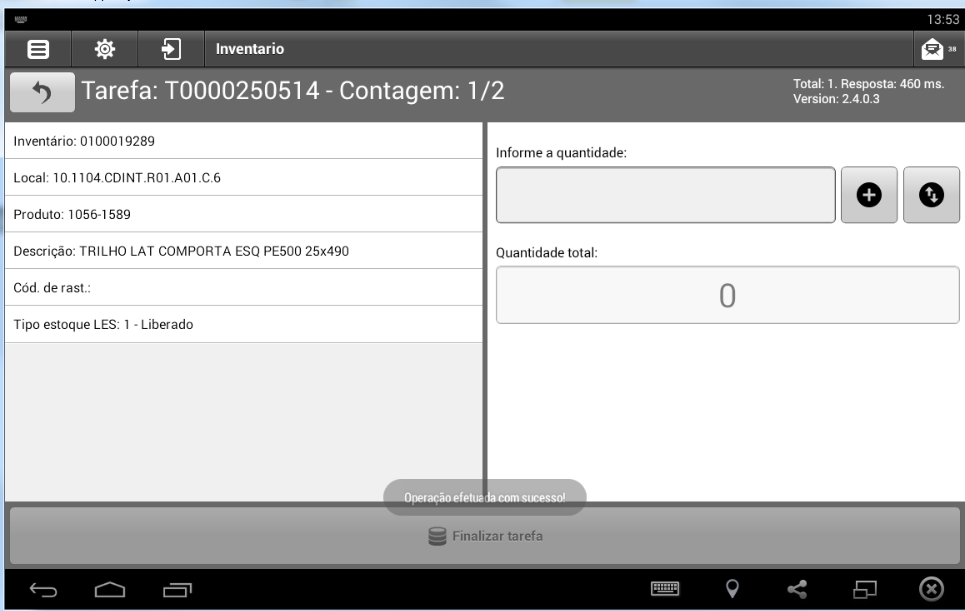 13:53
Inventario
38
Tarefa: T0000250514 - Contagem: 1/2
Total: 1. Resposta: 460 ms.
Version: 2.4.0.3
Inventário: 0100019289
Local: 10.1104.CDINT.R01.A01.C.6
Produto: 1056-1589
Descrição: TRILHO LAT COMPORTA ESQ PE500 25x490
Cód. de rast.:
Tipo estoque LES: 1 - Liberado
Informe a quantidade:
Quantidade total:
0
Operação efetuada com sucesso!
Finalizar tarefa